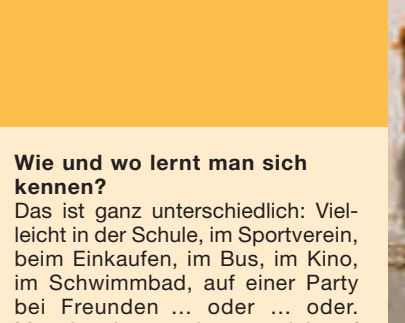 Wie und wo lernt man sich
kennen?
Das ist ganz unterschiedlich: Viel-
leicht in der Schule, im Sportverein,
beim Einkaufen, im Bus, im Kino,
im Schwimmbad, auf einer Party
bei Freunden … oder … oder.